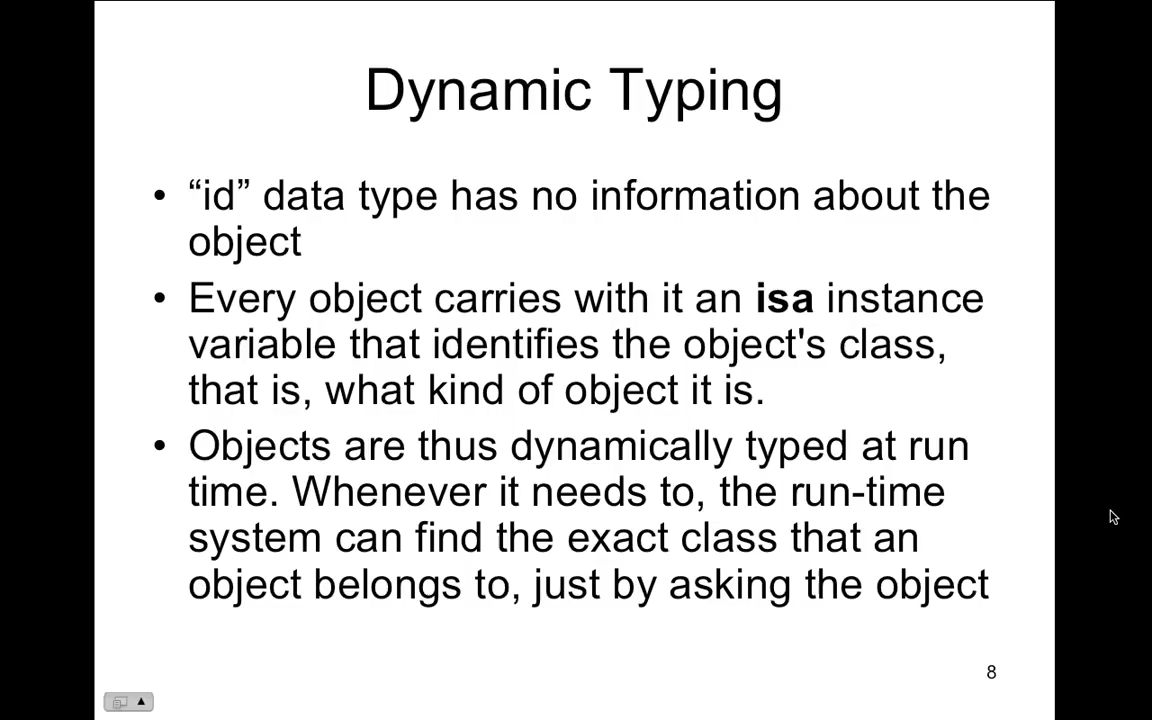 Dynamic Typing
• “id” data type has no information about the
object
• Every object carries with it an isa instance
variable that identifies the object's class,
that is, what kind of object it is.
• Objects are thus dynamically typed at run
time. Whenever it needs to, the run-time
system can find the exact class that an
object belongs to, just by asking the object
8